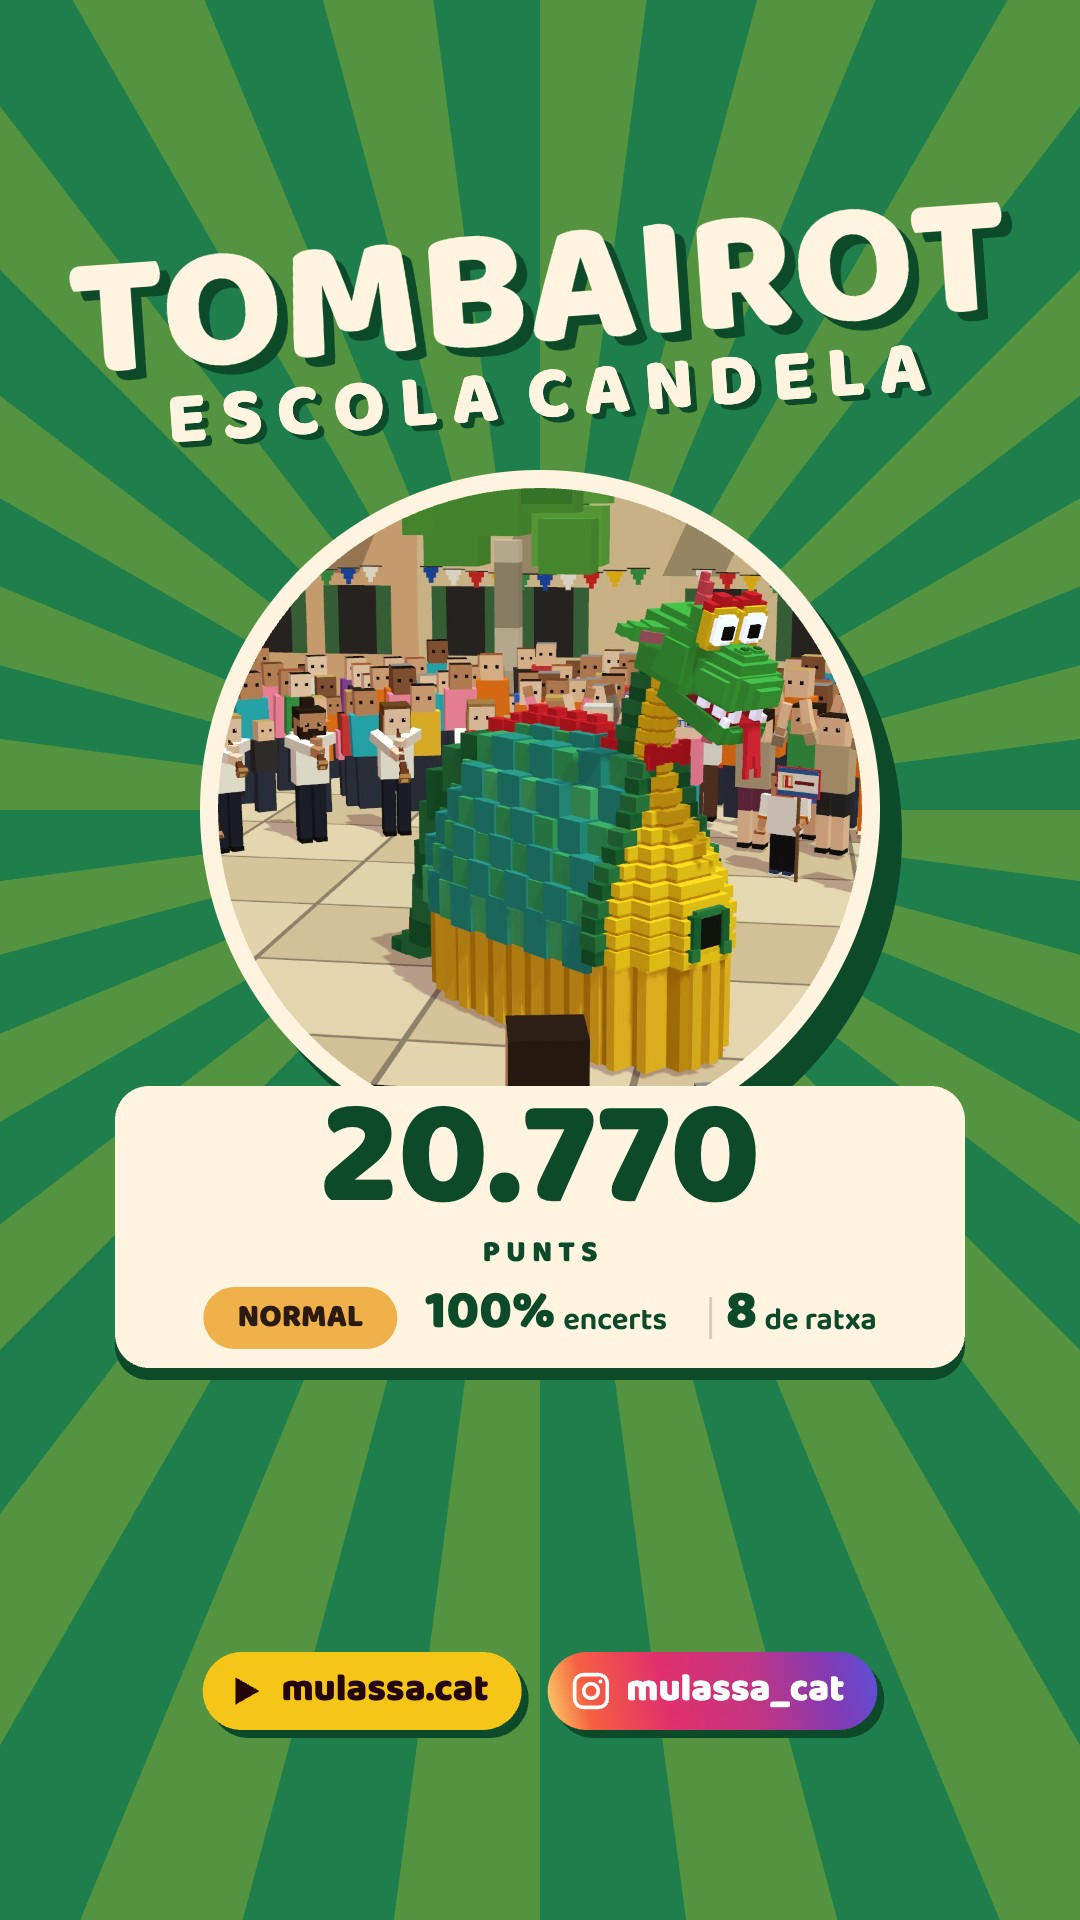 TOMBAIROT
ESCOLA CANDELA
20.770
PUNTS
NORMAL 100% encerts 8 de ratxa
mulassa.cat mulassa_cat